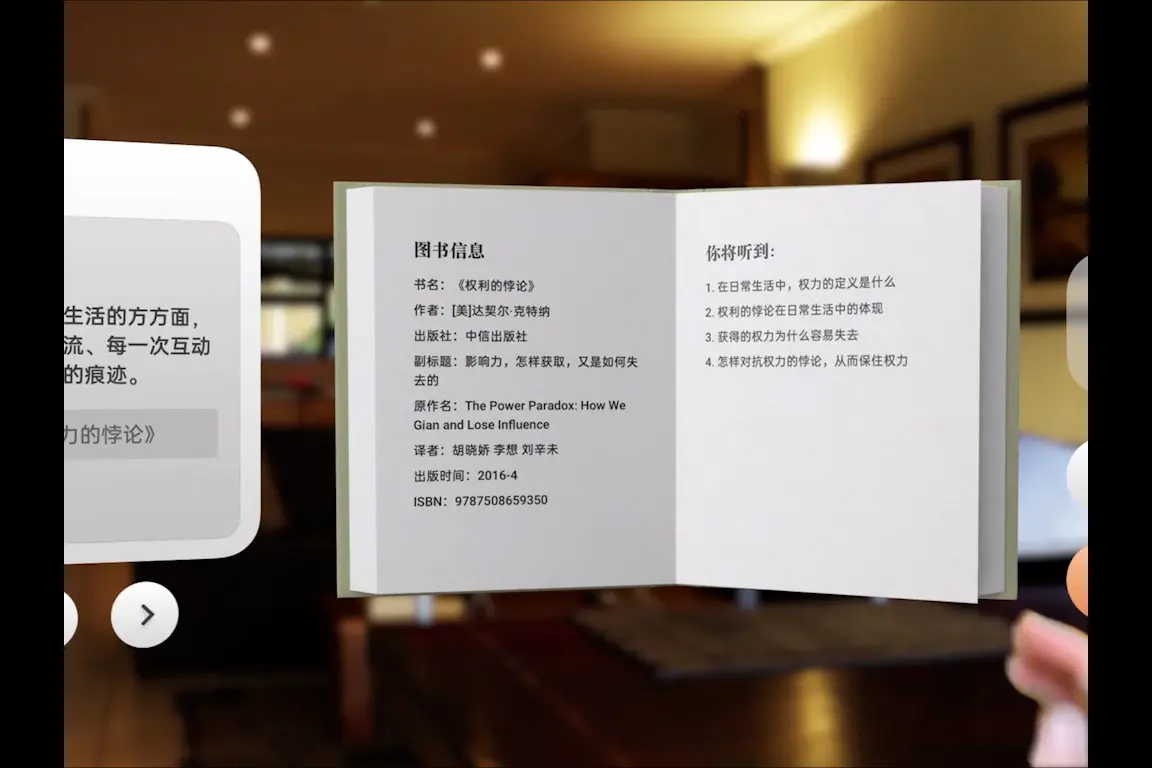 生活的方方面，
流、每一次互动
的痕迹。
力的悖论》
图书信息
书名：《权利的悖论》
作者：[美]达契尔·克特纳
出版社：中信出版社
副标题：影响力，怎样获取，又是如何失
去的
原作名：The Power Paradox: How We
Gian and Lose Influence
译者：胡晓娇 李想 刘辛未
出版时间：2016-4
ISBN：9787508659350
你将听到：
1. 在日常生活中，权力的定义是什么
2. 权利的悖论在日常生活中的体现
3. 获得的权力为什么容易失去
4. 怎样对抗权力的悖论，从而保住权力